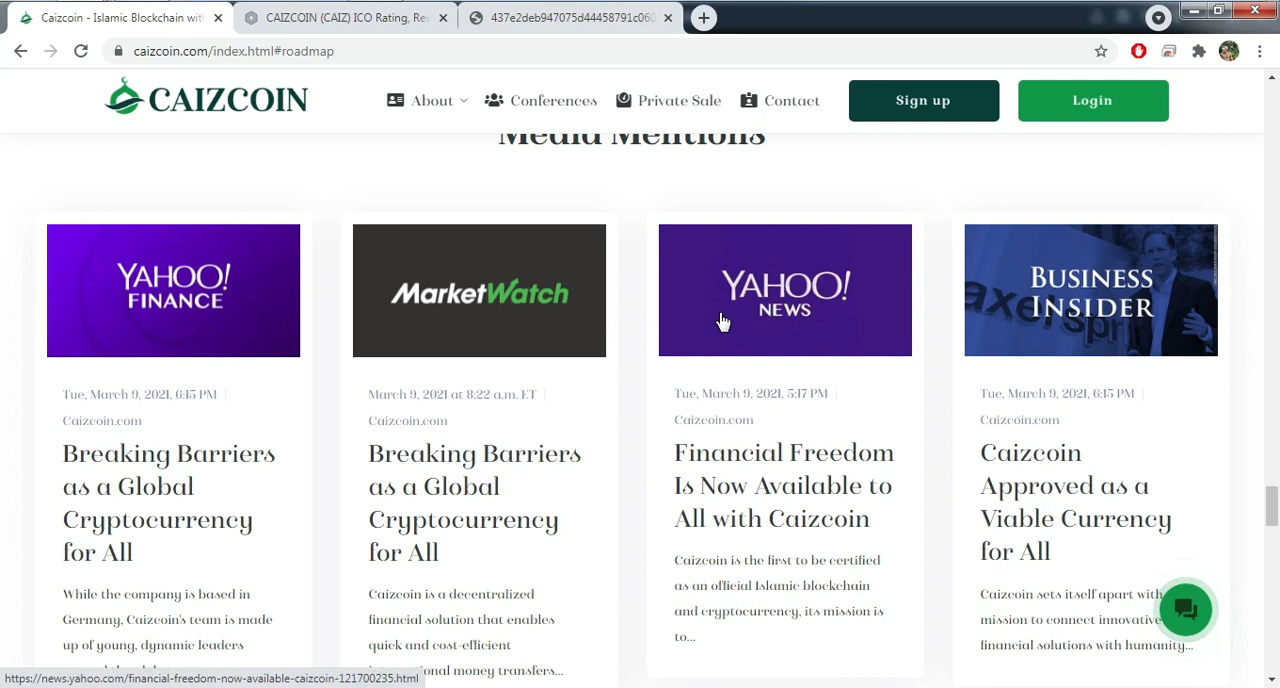 Caizcoin - Islamic Blockchain with
CAIZCOIN (CAIZ) ICO Rating, Rev
437e2deb947075d44458791c060
caizcoin.com/index.html#roadmap
CAIZCOIN
About
Conferences
Private Sale
Contact
Sign up
Login
Media Mentions
YAHOO!
FINANCE
MarketWatch
YAHOO!
NEWS
BUSINESS
INSIDER
Tue, March 9, 2021, 6:15 PM
Caizcoin.com
Breaking Barriers
as a Global
Cryptocurrency
for All
While the company is based in
Germany, Caizcoin's team is made
up of young, dynamic leaders
March 9, 2021 at 8:22 a.m. ET
Caizcoin.com
Breaking Barriers
as a Global
Cryptocurrency
for All
Caizcoin is a decentralized
financial solution that enables
quick and cost-efficient
international money transfers...
Tue, March 9, 2021, 5:17 PM
Caizcoin.com
Financial Freedom
Is Now Available to
All with Caizcoin
Caizcoin is the first to be certified
as an official Islamic blockchain
and cryptocurrency, its mission is
to...
Tue, March 9, 2021, 6:15 PM
Caizcoin.com
Caizcoin
Approved as a
Viable Currency
for All
Caizcoin sets itself apart with
mission to connect innovative
financial solutions with humanity...
https://news.yahoo.com/financial-freedom-now-available-caizcoin-121700235.html